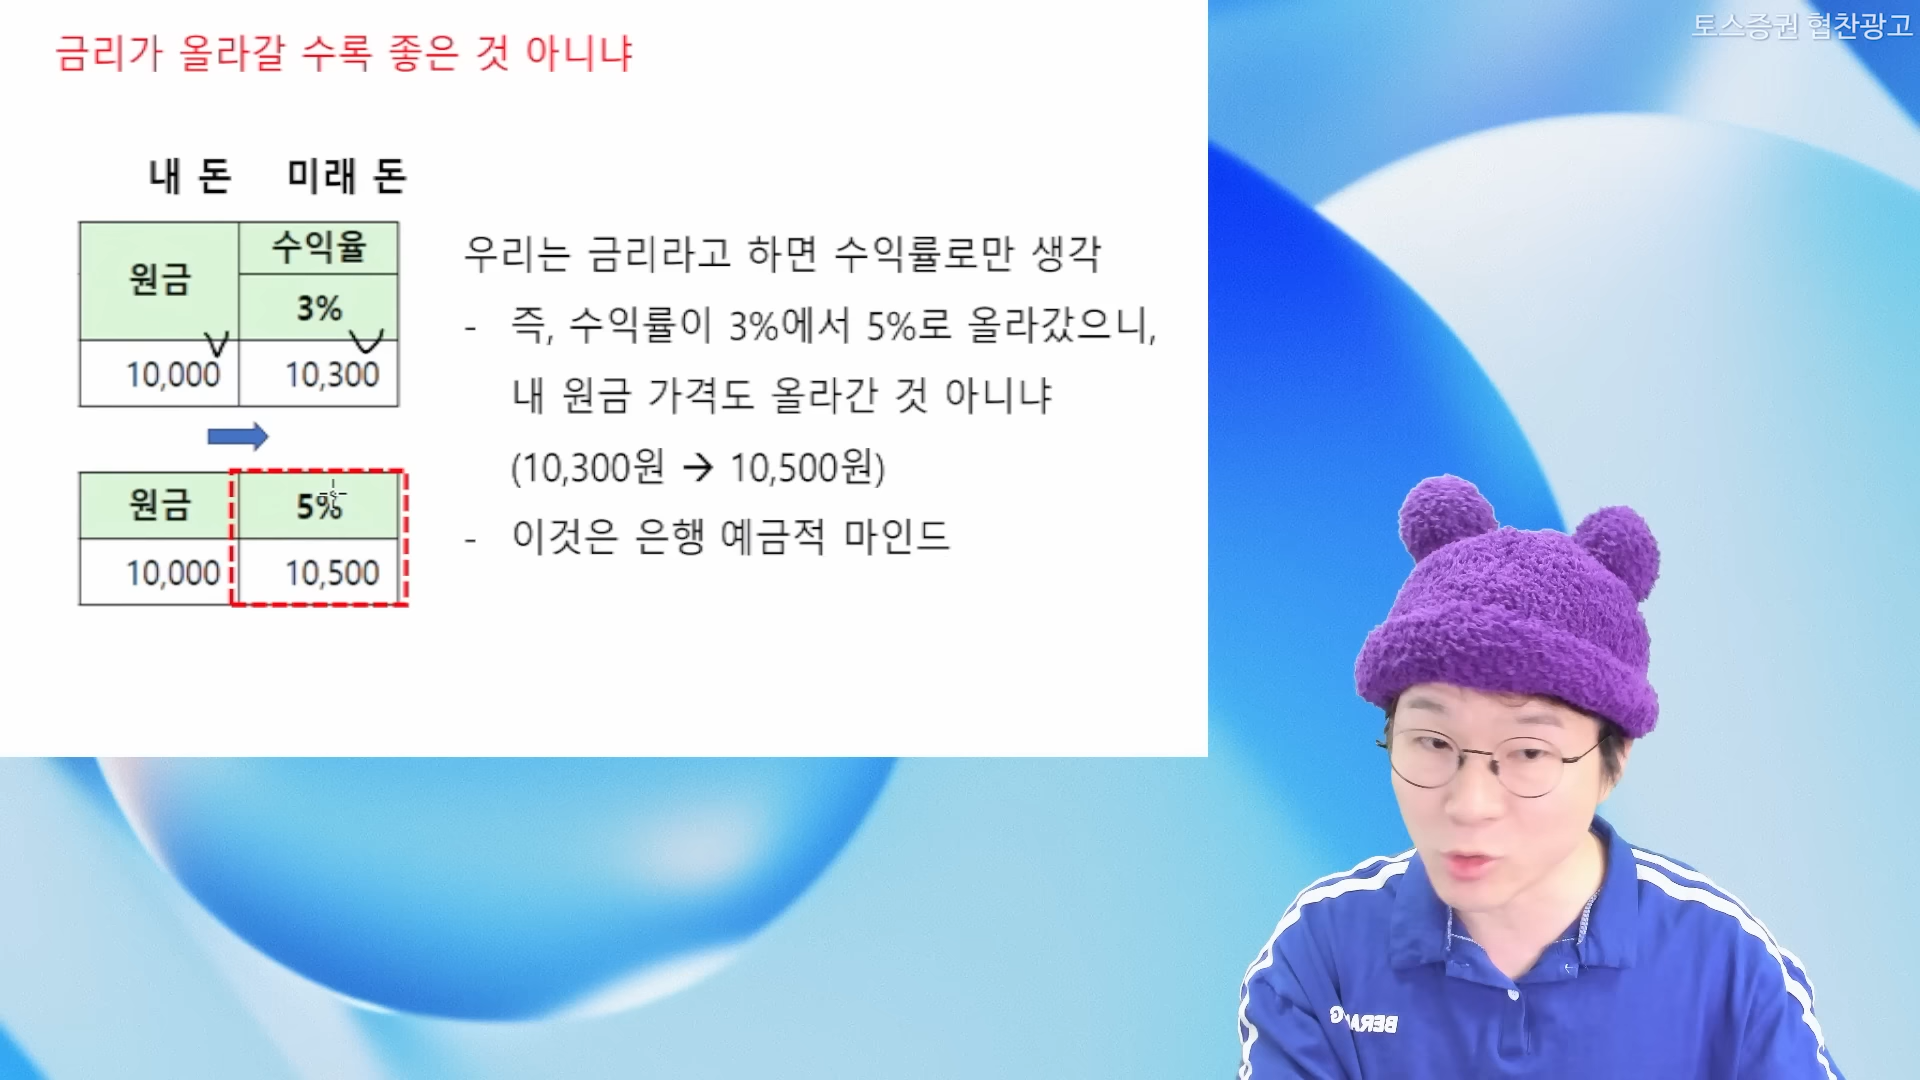 토스증권 협찬광고
금리가 올라갈 수록 좋은 것 아니냐
내 돈 미래 돈
원금 수익율
3%
10,000 10,300
원금 5%
10,000 10,500
우리는 금리라고 하면 수익률로만 생각
- 즉, 수익률이 3%에서 5%로 올라갔으니,
내 원금 가격도 올라간 것 아니냐
(10,300원 → 10,500원)
- 이것은 은행 예금적 마인드